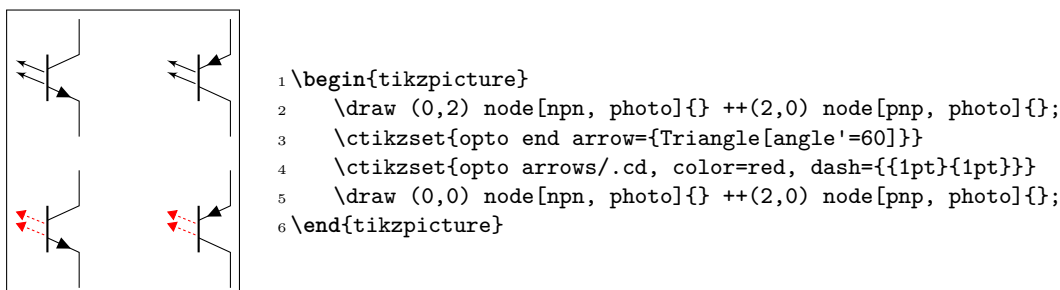 1 \begin{tikzpicture}
2     \draw (0,2) node[npn, photo]{} ++(2,0) node[pnp, photo]{};
3     \ctikzset{opto end arrow={Triangle[angle'=60]}}
4     \ctikzset{opto arrows/.cd, color=red, dash={{1pt}{1pt}}}
5     \draw (0,0) node[npn, photo]{} ++(2,0) node[pnp, photo]{};
6 \end{tikzpicture}